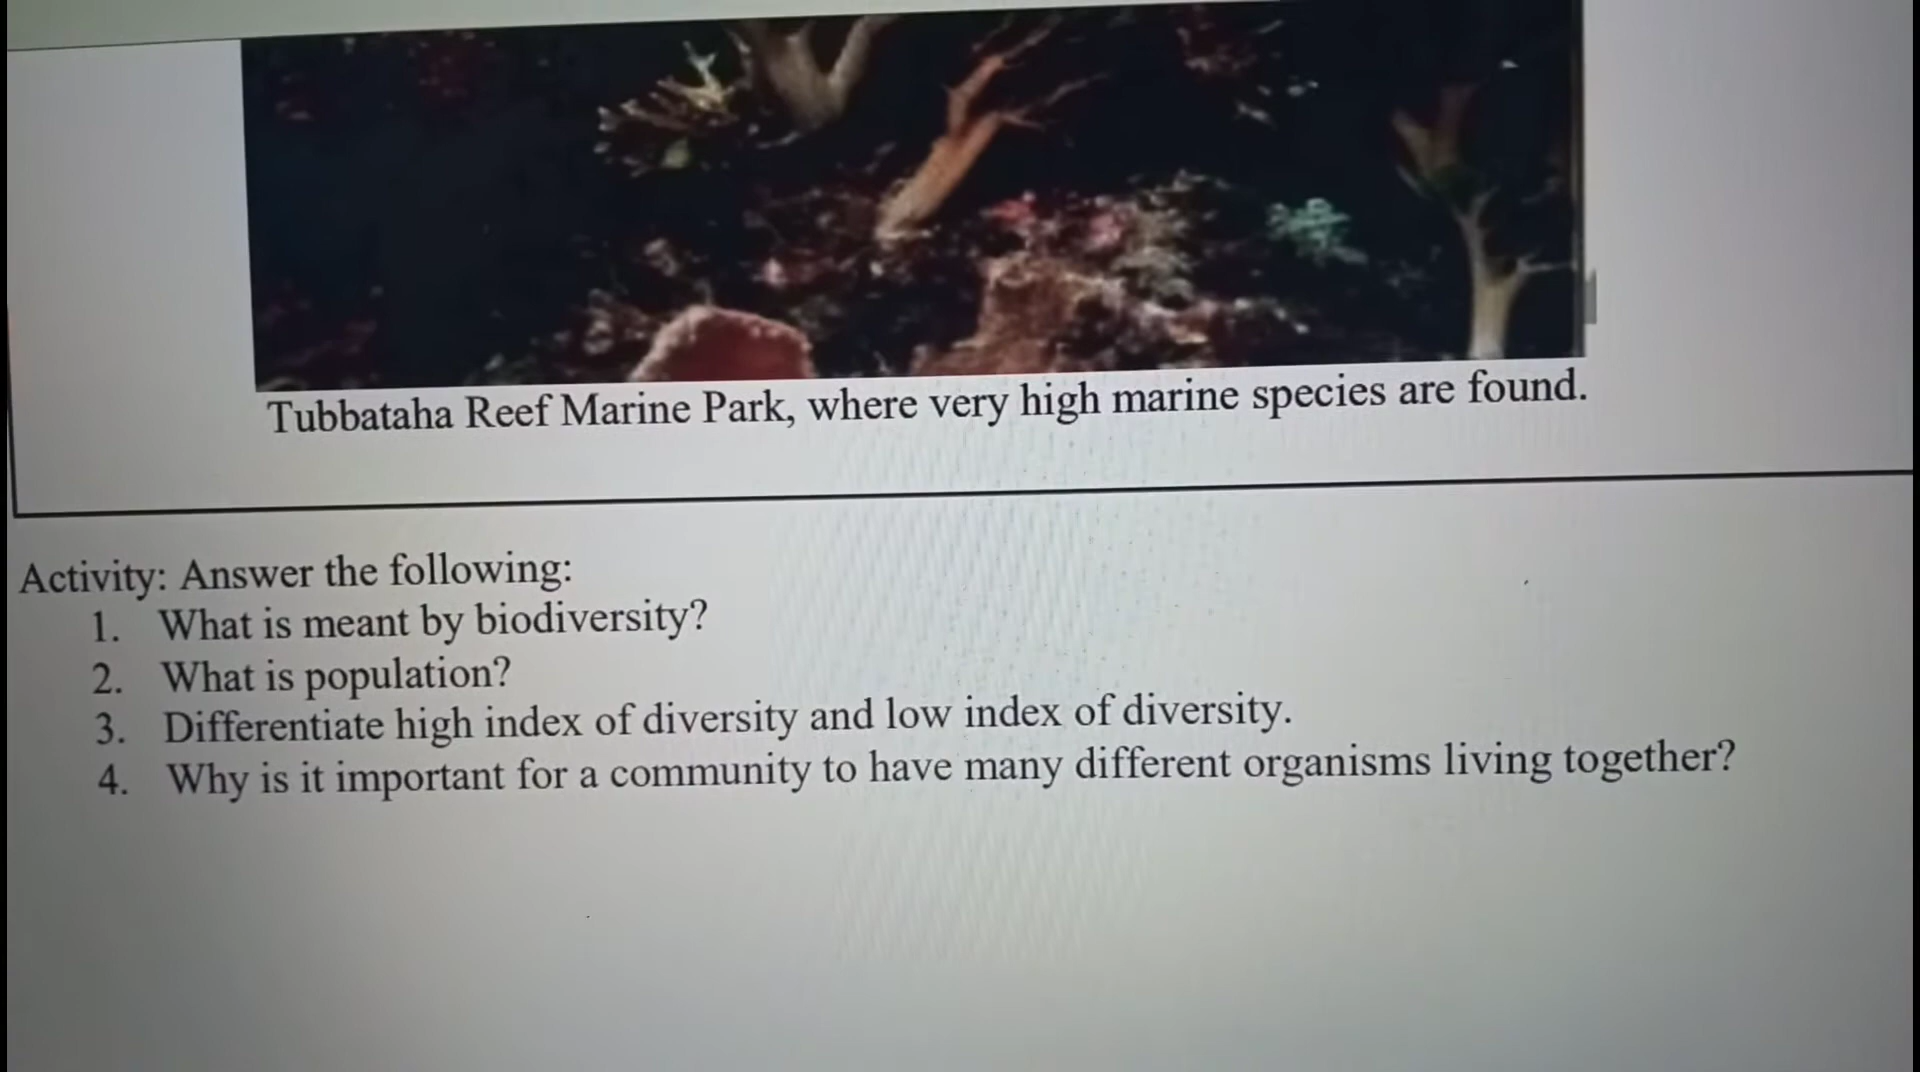 Tubbataha Reef Marine Park, where very high marine species are found.
Activity: Answer the following:
1. What is meant by biodiversity?
2. What is population?
3. Differentiate high index of diversity and low index of diversity.
4. Why is it important for a community to have many different organisms living together?